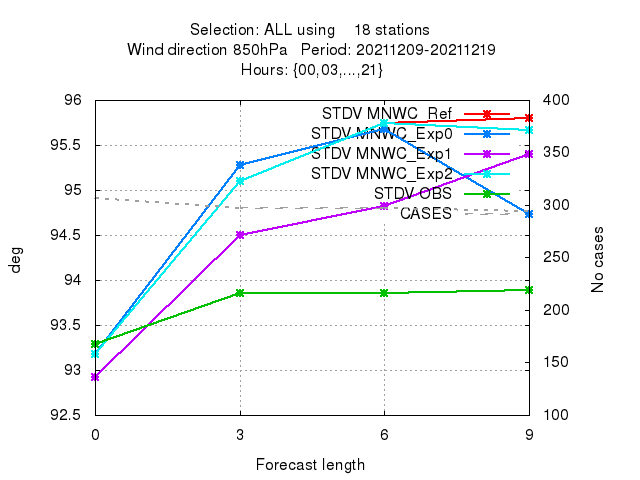 Selection: ALL using 18 stations
Wind direction 850hPa Period: 20211209-20211219
Hours: {00,03,...,21}
96
95.5
95
94.5
94
93.5
93
92.5
deg
STDV MNWC_Ref
STDV MNWC_Exp0
STDV MNWC_Exp1
STDV MNWC_Exp2
STDV OBS
CASES
400
350
300
250
200
150
100
No cases
0 3 6 9
Forecast length